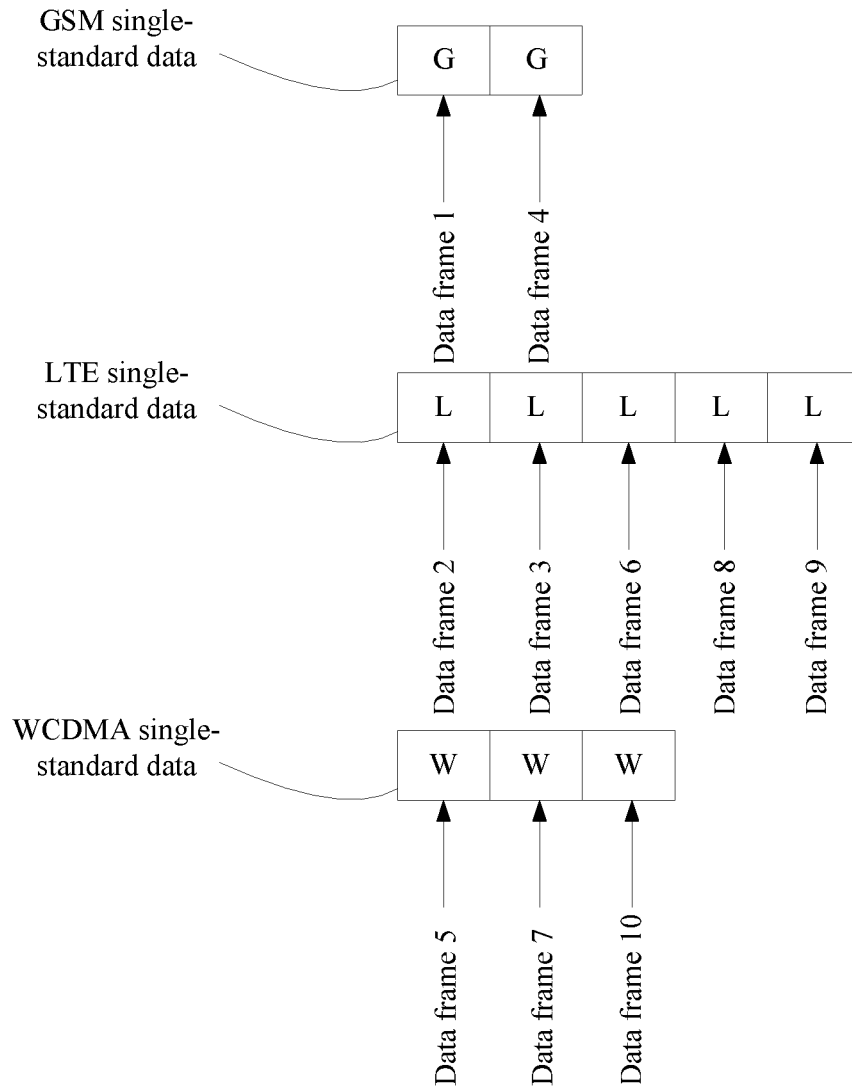 GSM single-
standard data
G G
Data frame 1
Data frame 4
LTE single-
standard data
L L L L L
Data frame 2
Data frame 3
Data frame 6
Data frame 8
Data frame 9
WCDMA single-
standard data
W W W
Data frame 5
Data frame 7
Data frame 10